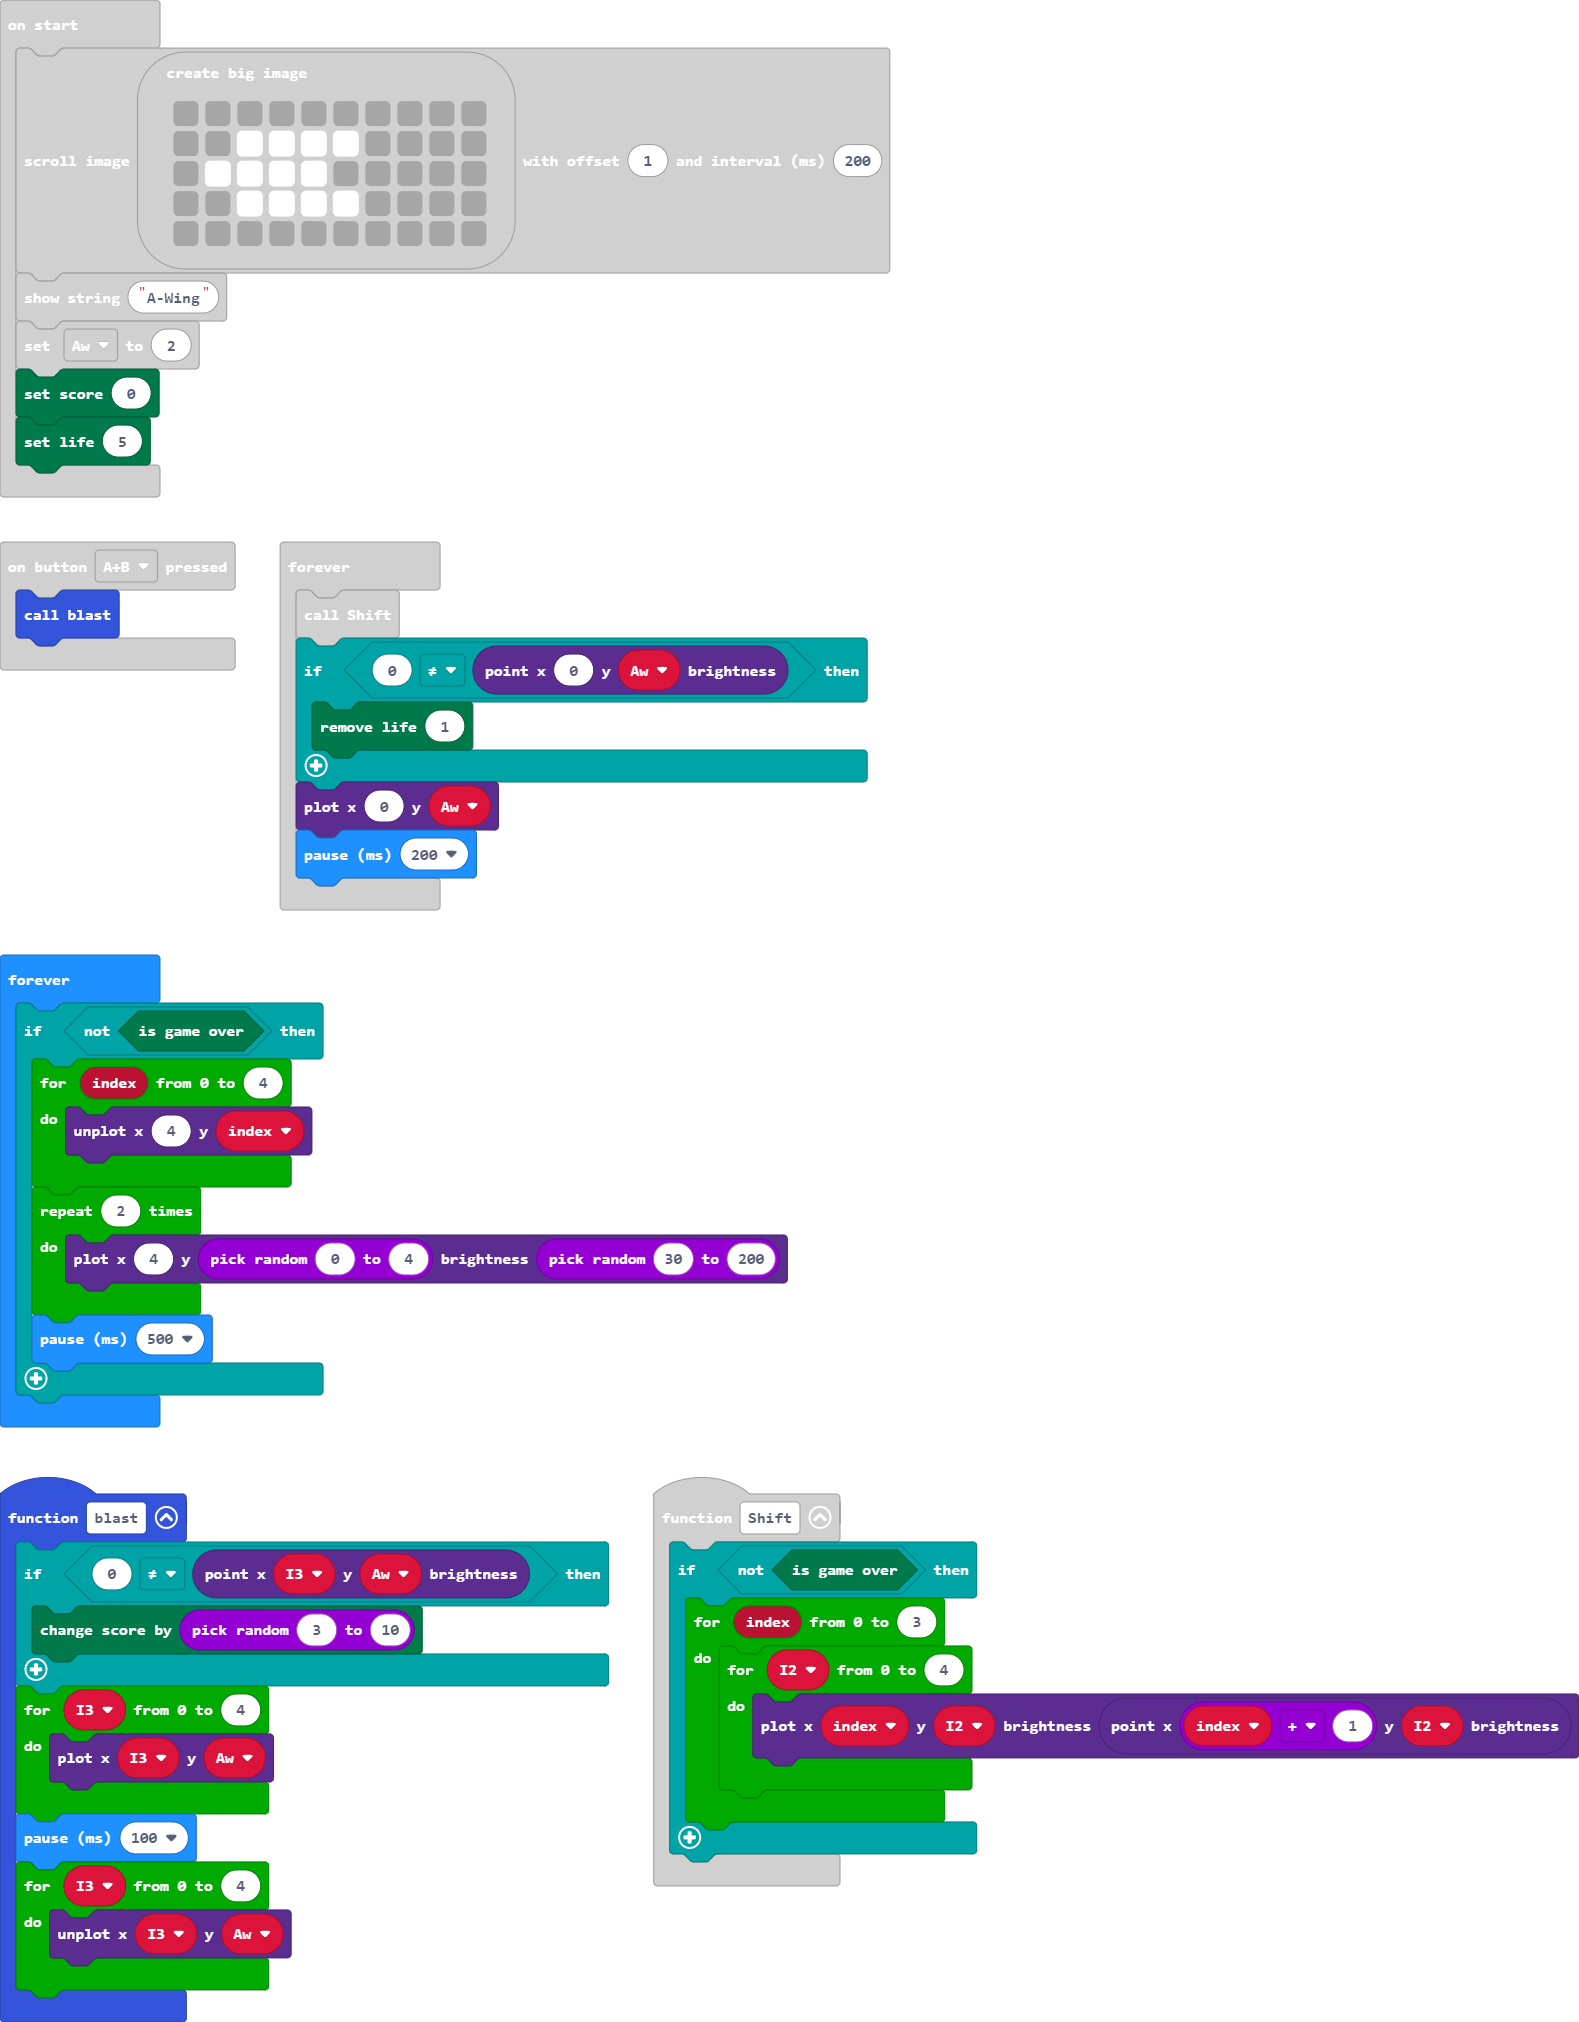 on start
create big image
scroll image with offset 1 and interval (ms) 200
show string "A-Wing"
set Aw to 2
set score 0
set life 5
on button A+B pressed
call blast
forever
call Shift
if 0 ≠ point x 0 y Aw brightness then
remove life 1
plot x 0 y Aw
pause (ms) 200
forever
if not is game over then
for index from 0 to 4
do unplot x 4 y index
repeat 2 times
do plot x 4 y pick random 0 to 4 brightness pick random 30 to 200
pause (ms) 500
function blast
if 0 ≠ point x I3 y Aw brightness then
change score by pick random 3 to 10
for I3 from 0 to 4
do plot x I3 y Aw
pause (ms) 100
for I3 from 0 to 4
do unplot x I3 y Aw
function Shift
if not is game over then
for index from 0 to 3
do for I2 from 0 to 4
do plot x index y I2 brightness point x index + 1 y I2 brightness